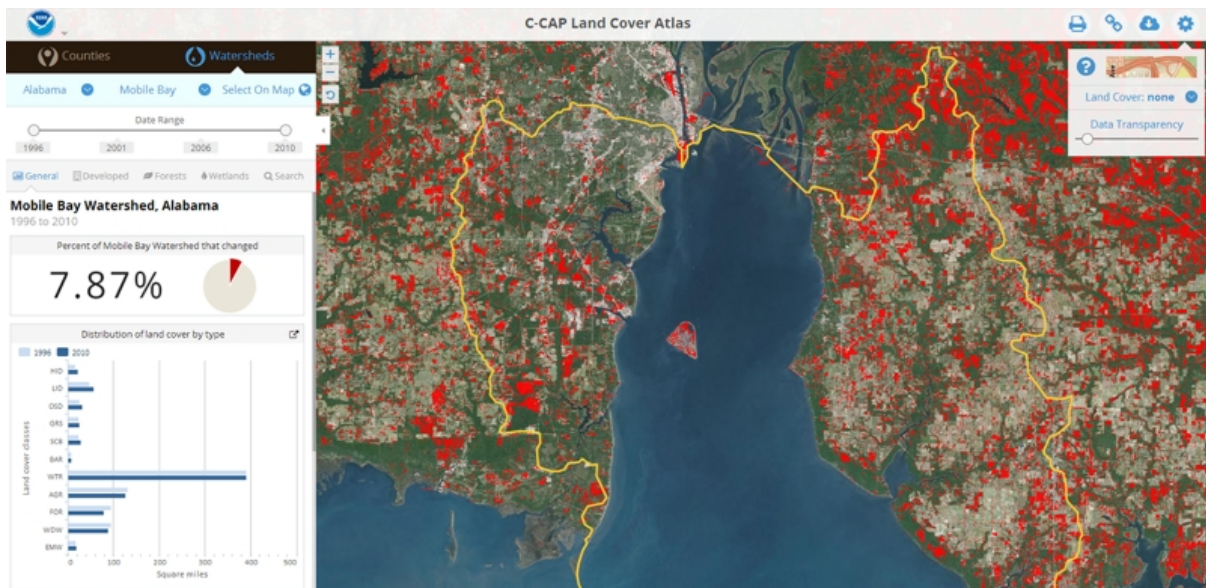 C-CAP Land Cover Atlas
Counties
Watersheds
Alabama
Mobile Bay
Select On Map
Date Range
1996
2001
2006
2010
General
Developed
Forests
Wetlands
Search
Mobile Bay Watershed, Alabama
1996 to 2010
Percent of Mobile Bay Watershed that changed
7.87%
Distribution of land cover by type
1996
2010
Land cover classes
HID
LID
OSD
GRS
SCB
BAR
WTR
AGR
FOR
WDW
EMW
0
100
200
300
400
500
Square miles
?
Land Cover: none
Data Transparency